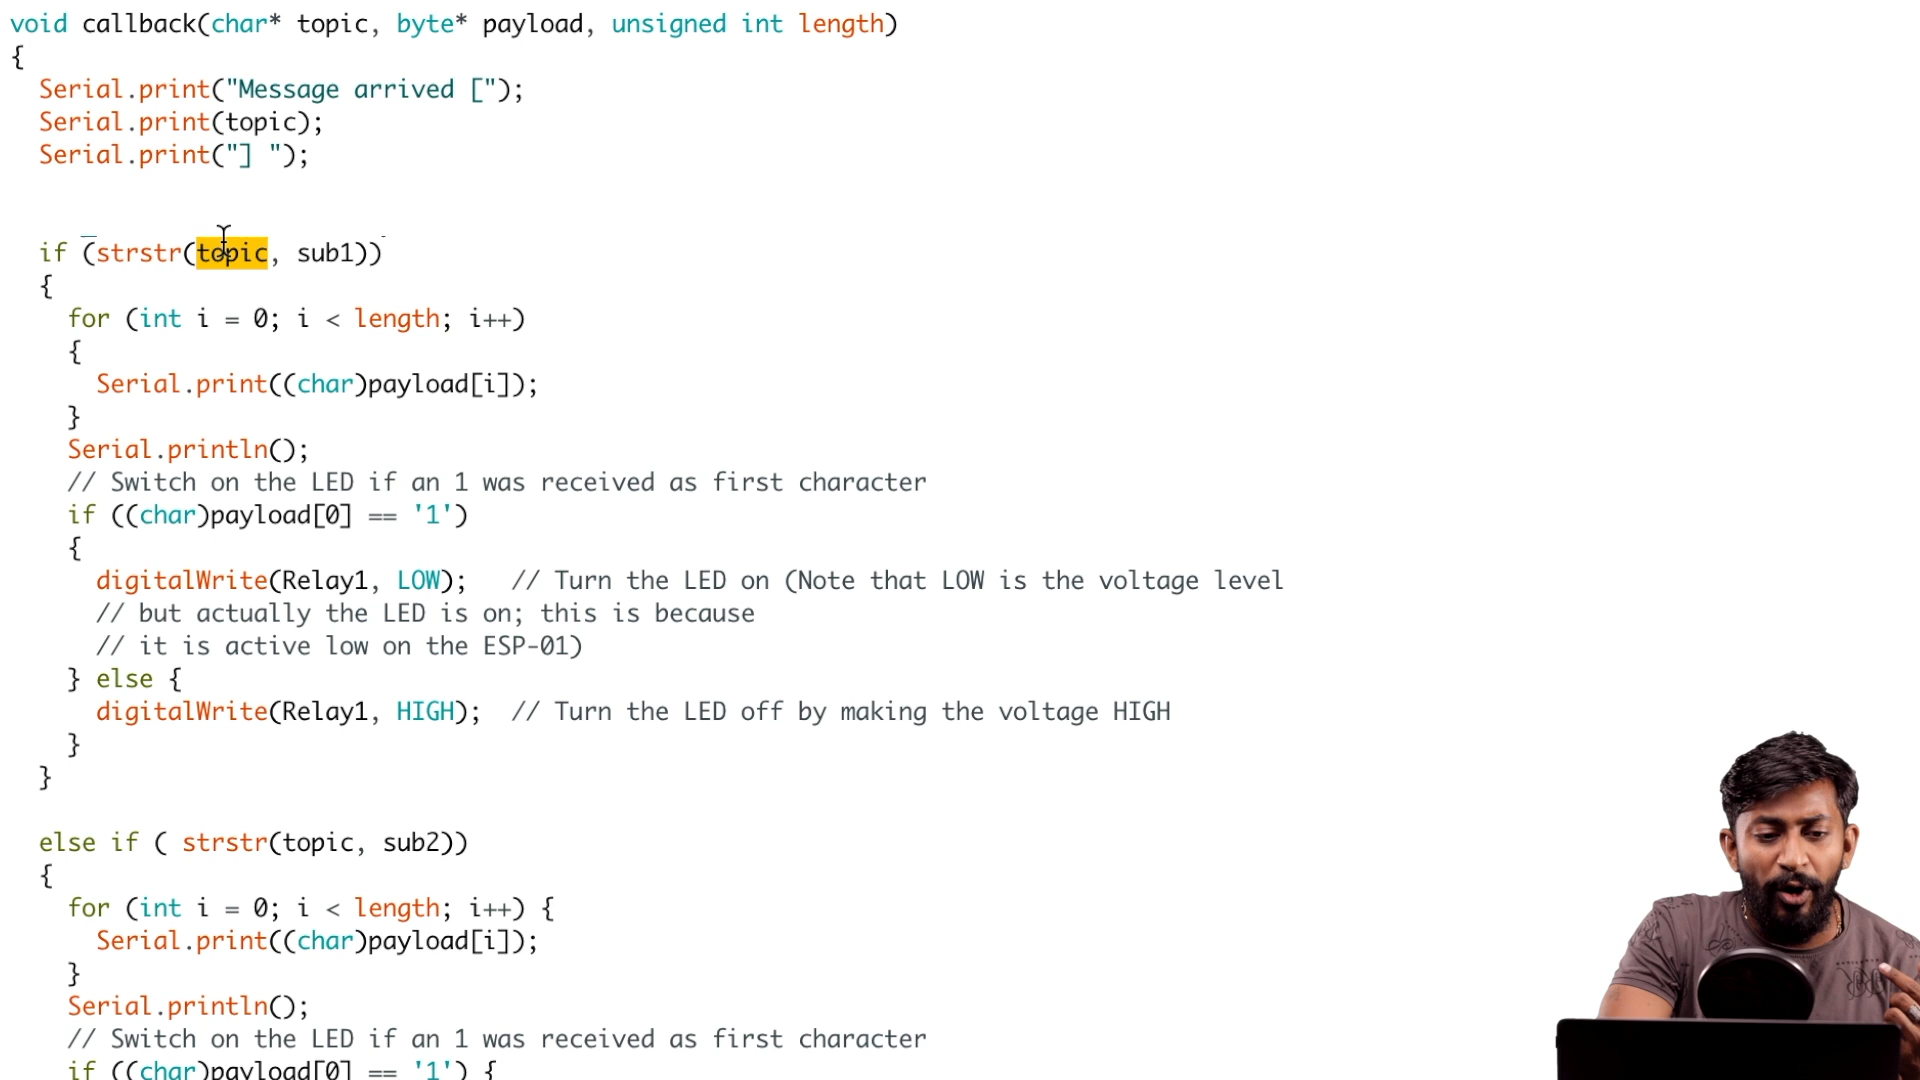 void callback(char* topic, byte* payload, unsigned int length)
{
Serial.print("Message arrived [");
Serial.print(topic);
Serial.print("] ");
if (strstr(topic, sub1))
{
for (int i = 0; i < length; i++)
{
Serial.print((char)payload[i]);
}
Serial.println();
// Switch on the LED if an 1 was received as first character
if ((char)payload[0] == '1')
{
digitalWrite(Relay1, LOW);   // Turn the LED on (Note that LOW is the voltage level
// but actually the LED is on; this is because
// it is active low on the ESP-01)
} else {
digitalWrite(Relay1, HIGH);  // Turn the LED off by making the voltage HIGH
}
}
else if ( strstr(topic, sub2))
{
for (int i = 0; i < length; i++) {
Serial.print((char)payload[i]);
}
Serial.println();
// Switch on the LED if an 1 was received as first character
if ((char)payload[0] == '1') {